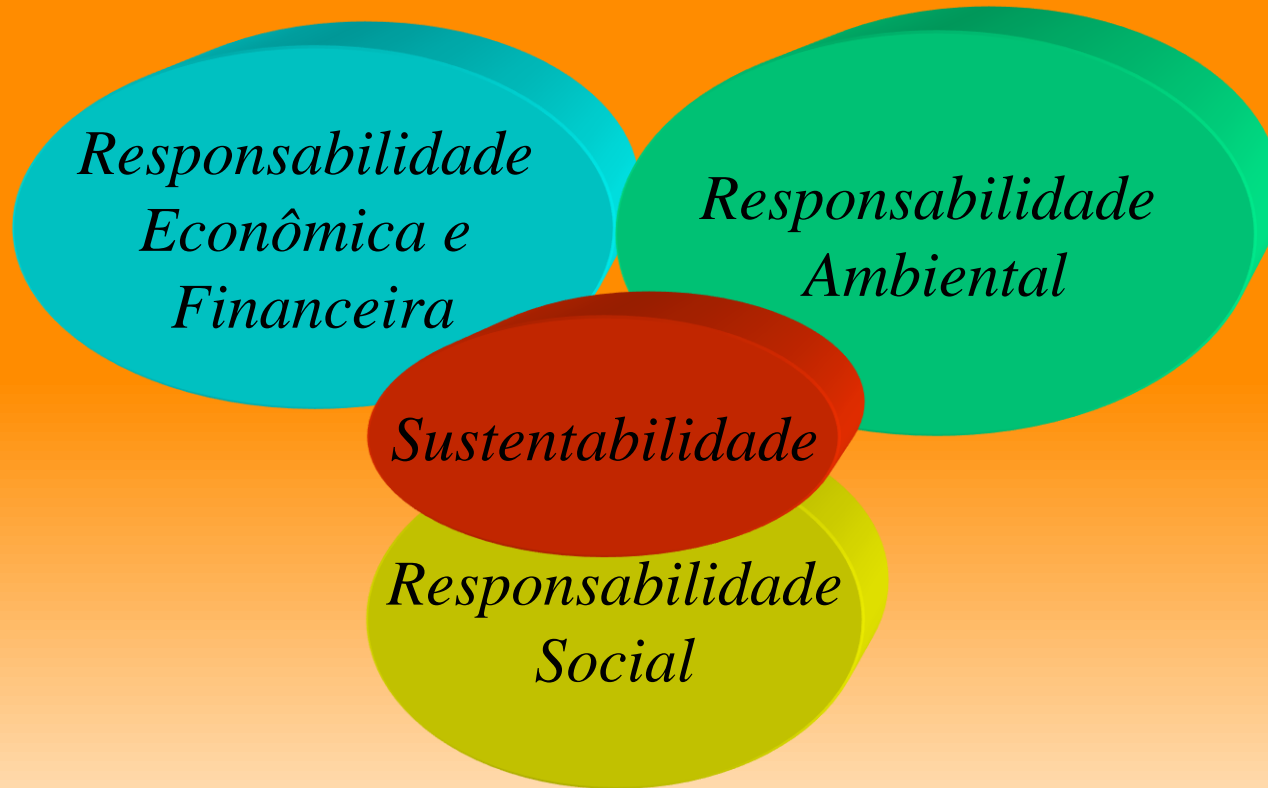 Responsabilidade
Econômica e
Financeira
Responsabilidade
Ambiental
Sustentabilidade
Responsabilidade
Social